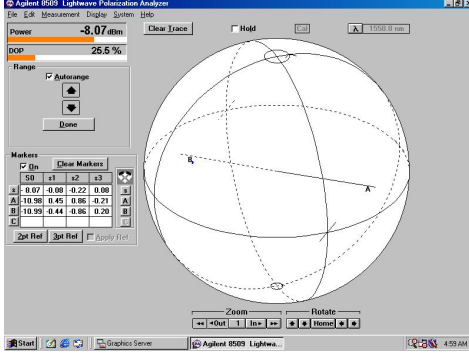 Agilent 8509 Lightwave Polarization Analyzer
File Edit Measurement Display System Help
Power -8.07 dBm
DOP 25.5 %
Clear Trace
Hold
Cal
λ 1550.0 nm
Range
Autorange
Done
Markers
On Clear Markers
S0 s1 s2 s3
s -8.07 -0.08 -0.22 0.08 s
A -10.98 0.45 0.86 -0.21 A
B -10.99 -0.44 -0.86 0.20 B
C
2pt Ref 3pt Ref Apply Ref
B
A
Zoom
Out 1 In
Rotate
Home
Start
Graphics Server
Agilent 8509 Lightwa...
4:59 AM